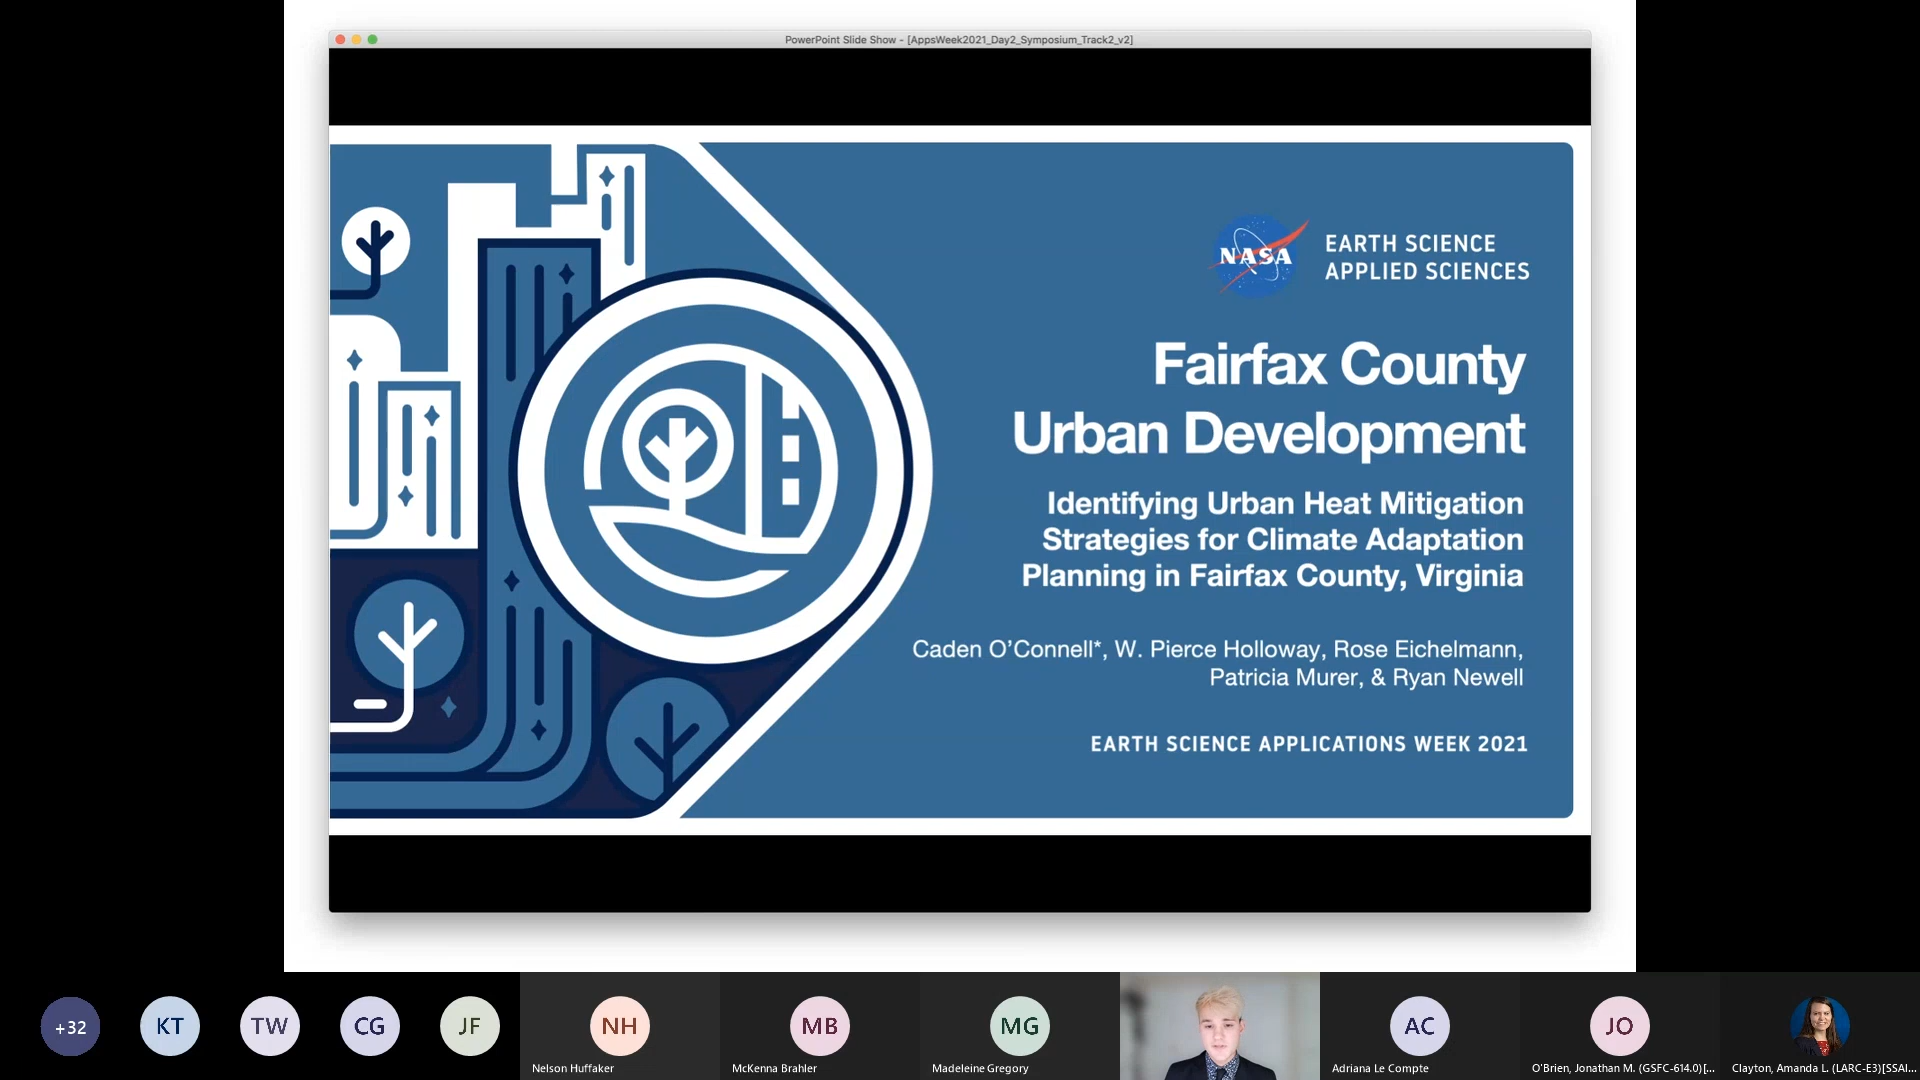 PowerPoint Slide Show - [AppsWeek2021_Day2_Symposium_Track2_v2]
NASA
EARTH SCIENCE
APPLIED SCIENCES
Fairfax County
Urban Development
Identifying Urban Heat Mitigation
Strategies for Climate Adaptation
Planning in Fairfax County, Virginia
Caden O’Connell*, W. Pierce Holloway, Rose Eichelmann,
Patricia Murer, & Ryan Newell
EARTH SCIENCE APPLICATIONS WEEK 2021
+32
KT
TW
CG
JF
NH
MB
MG
AC
JO
Nelson Huffaker
McKenna Brahler
Madeleine Gregory
Adriana Le Compte
O'Brien, Jonathan M. (GSFC-614.0)[...
Clayton, Amanda L. (LARC-E3)[SSAI...